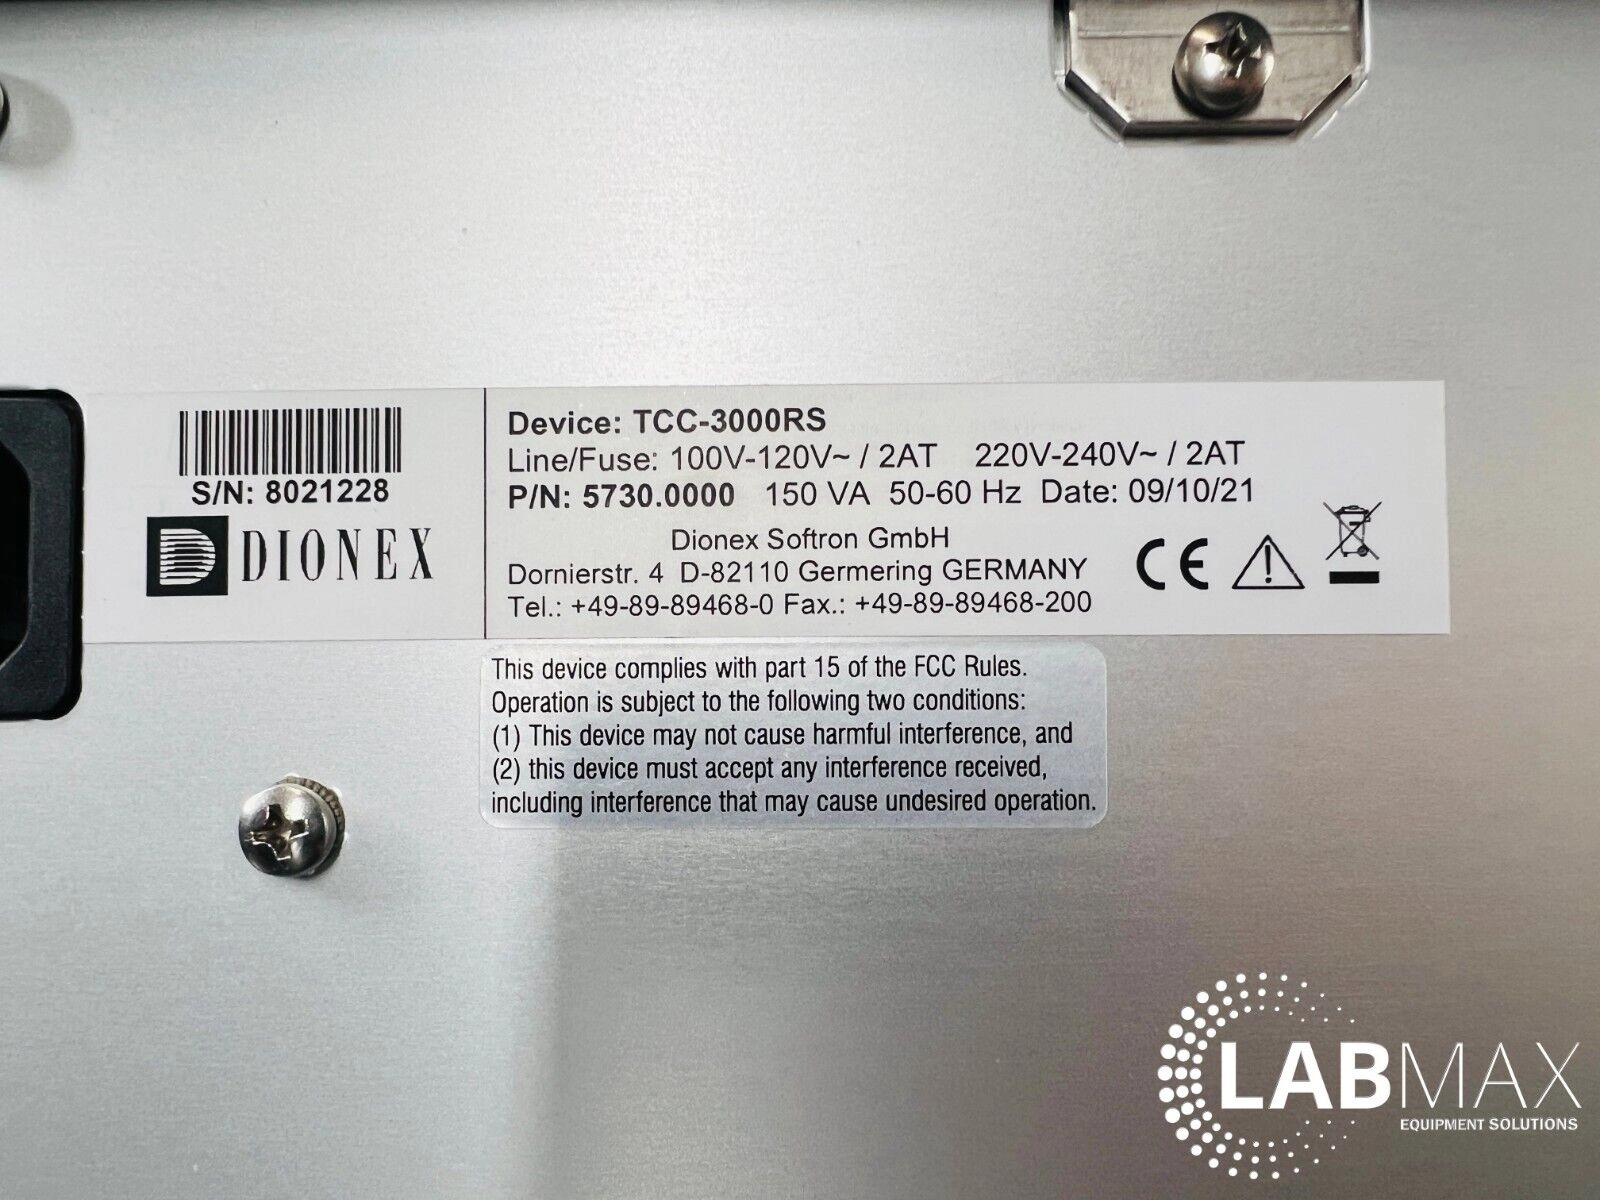 S/N: 8021228
DIONEX
Device: TCC-3000RS
Line/Fuse: 100V-120V~ / 2AT 220V-240V~ / 2AT
P/N: 5730.0000 150 VA 50-60 Hz Date: 09/10/21
Dionex Softron GmbH
Dornierstr. 4 D-82110 Germering GERMANY
Tel.: +49-89-89468-0 Fax.: +49-89-89468-200
CE
This device complies with part 15 of the FCC Rules.
Operation is subject to the following two conditions:
(1) This device may not cause harmful interference, and
(2) this device must accept any interference received,
including interference that may cause undesired operation.
LABMAX
EQUIPMENT SOLUTIONS